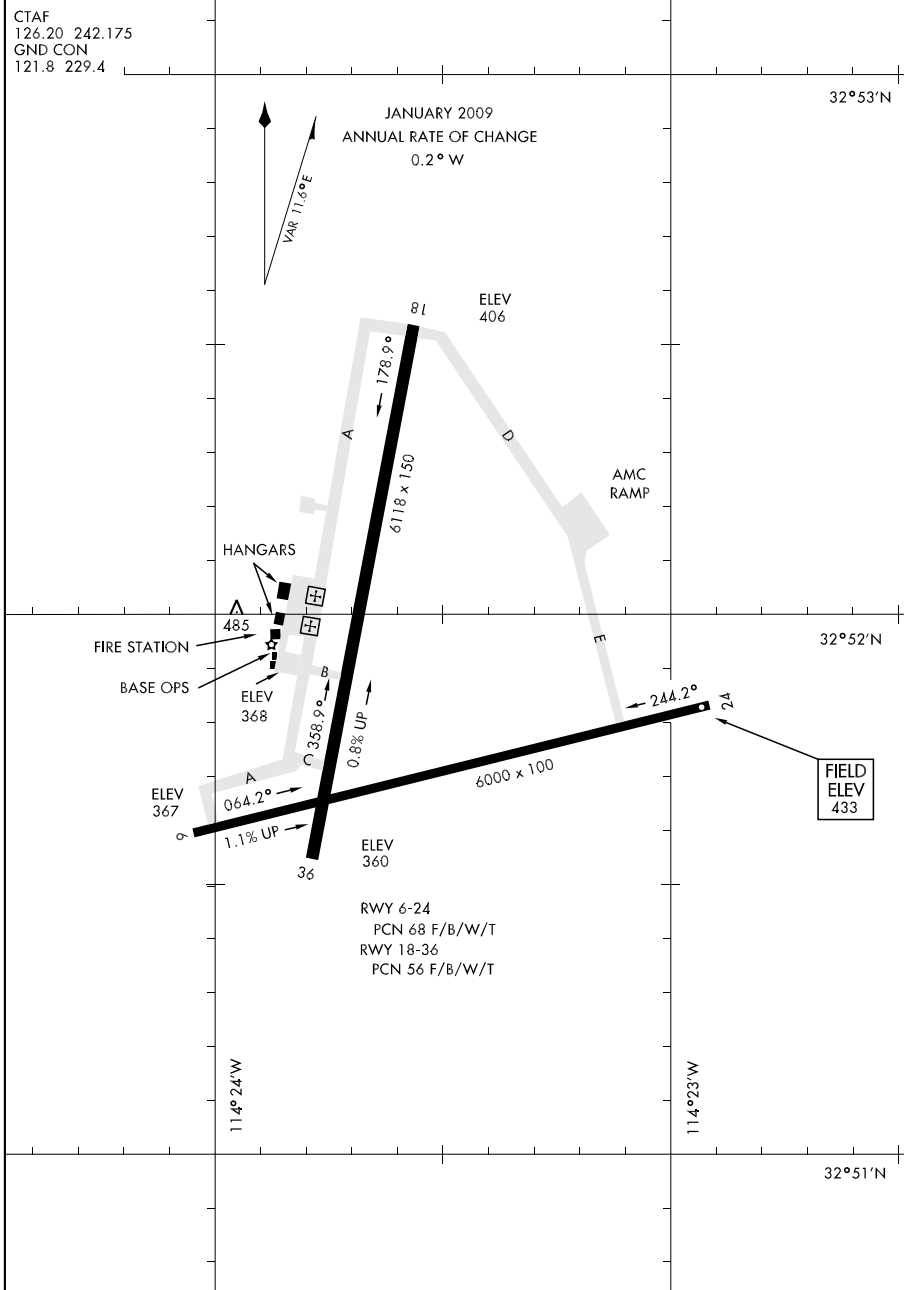 CTAF
126.20 242.175
GND CON
121.8 229.4
32°53'N
JANUARY 2009
ANNUAL RATE OF CHANGE
0.2° W
VAR 11.6°E
18
ELEV
406
178.9°
A
D
6118 x 150
AMC
RAMP
HANGARS
485
32°52'N
FIRE STATION
E
BASE OPS
B
ELEV
368
358.9°
0.8% UP
244.2°
24
C
A
FIELD
ELEV
433
6000 x 100
ELEV
367
064.2°
6
1.1% UP
ELEV
360
36
RWY 6-24
PCN 68 F/B/W/T
RWY 18-36
PCN 56 F/B/W/T
114°24'W
114°23'W
32°51'N